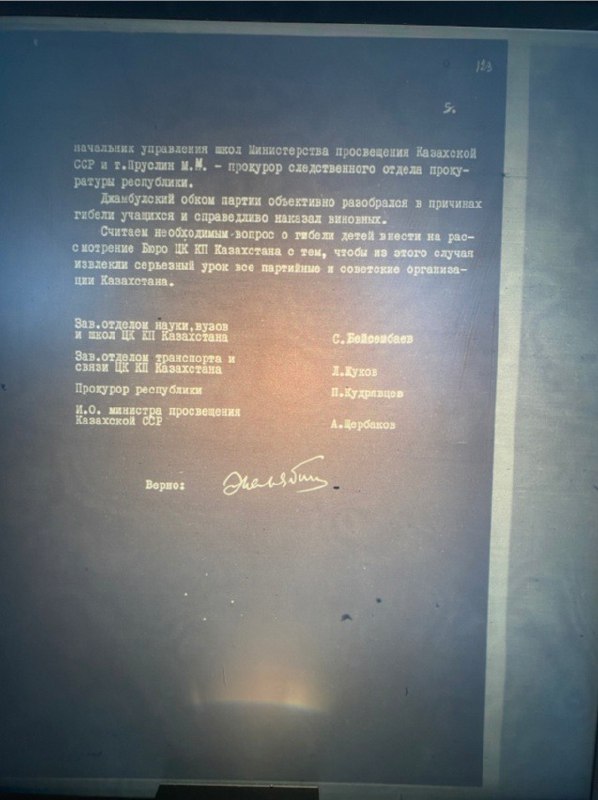 123
5.
начальник управления школ Министерства просвещения Казахской
ССР и т.Пруслин М.М. - прокурор следственного отдела проку-
ратуры республики.
Джамбулский обком партии объективно разобрался в причинах
гибели учащихся и справедливо наказал виновных.
Считаем необходимым вопрос о гибели детей внести на рас-
смотрение Бюро ЦК КП Казахстана с тем, чтобы из этого случая
извлекли серьезный урок все партийные и советские организа-
ции Казахстана.
Зав.отделом науки,вузов
и школ ЦК КП Казахстана С.Бейсембаев
Зав.отделом транспорта и
связи ЦК КП Казахстана Л.Жуков
Прокурор республики П.Кудрявцев
И.О. министра просвещения
Казахской ССР А.Щербаков
Верно: